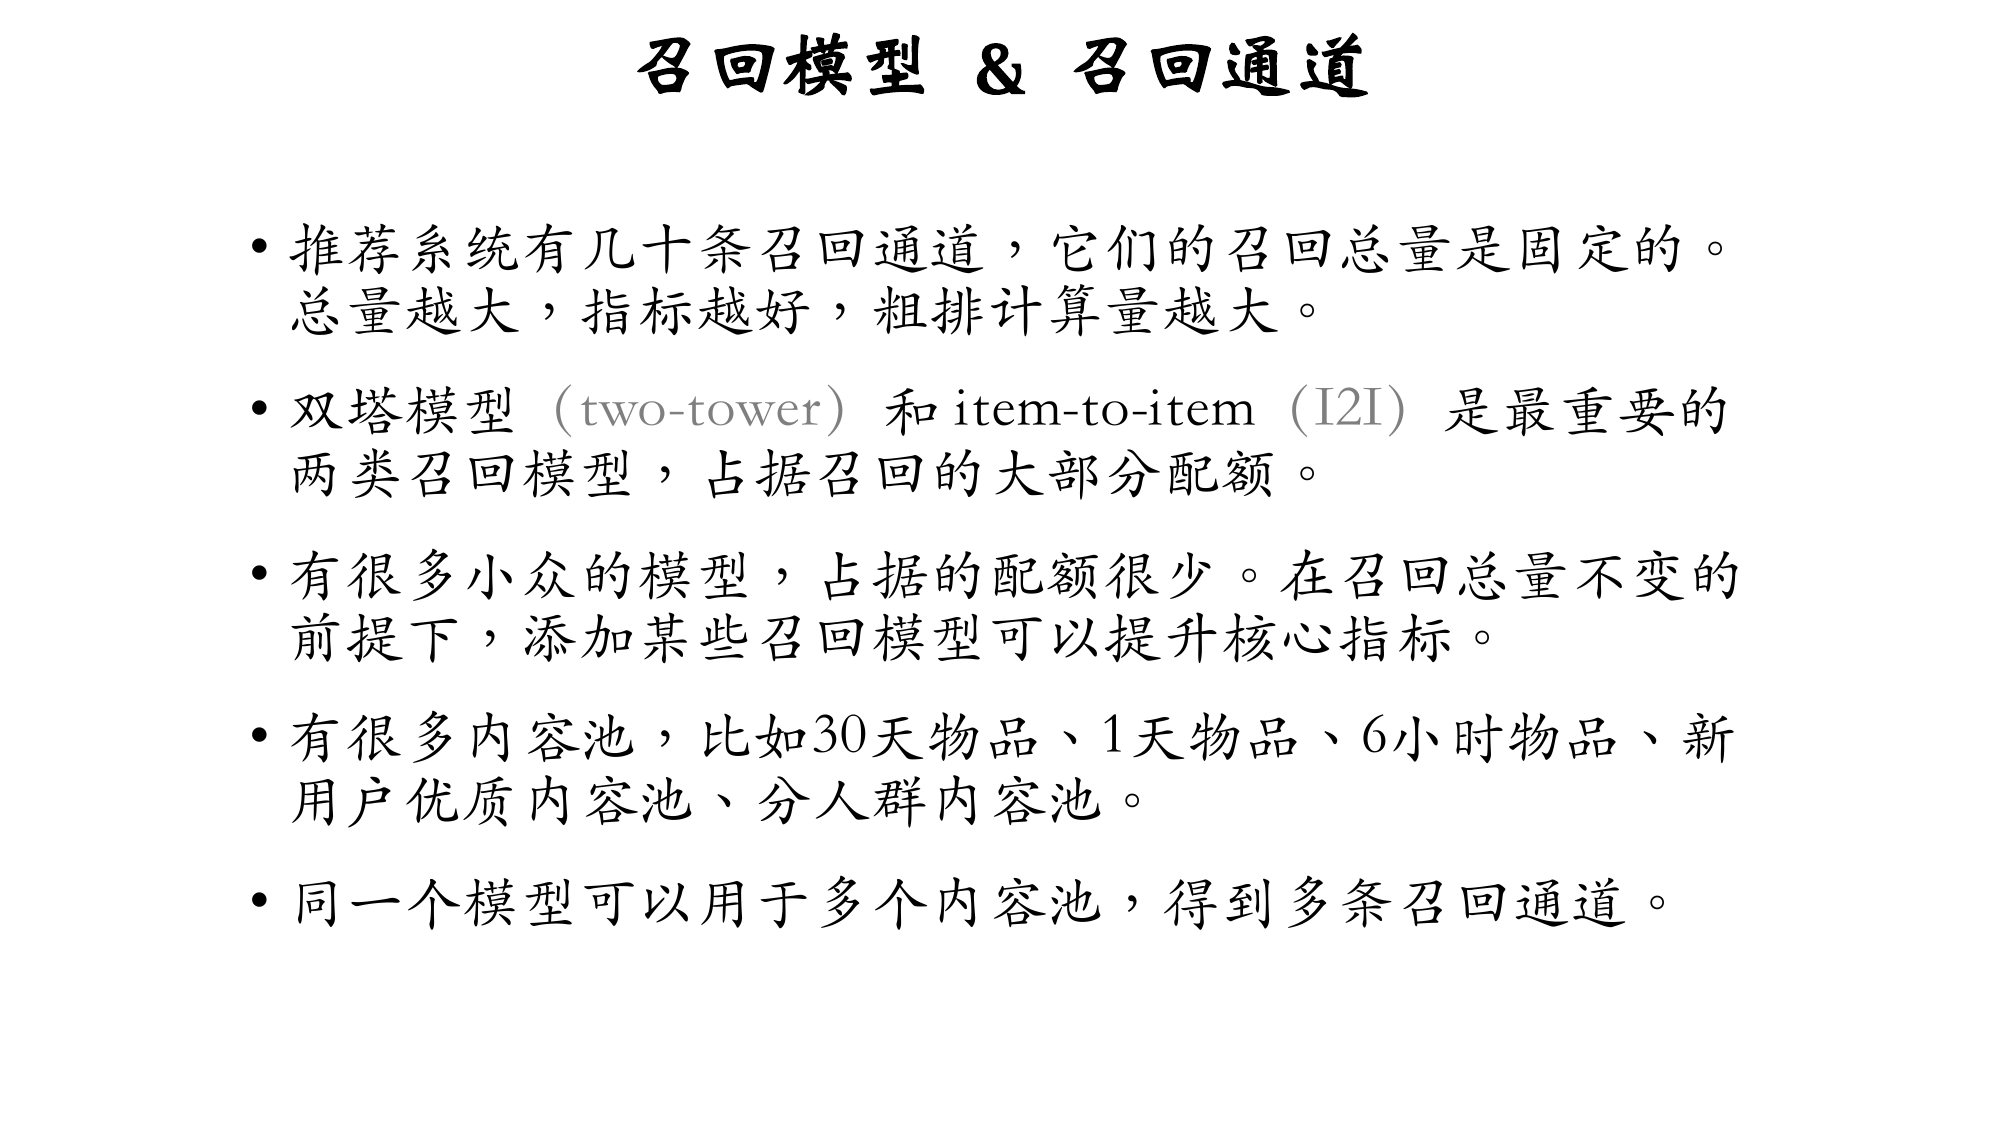 召回模型 & 召回通道
• 推荐系统有几十条召回通道，它们的召回总量是固定的。
总量越大，指标越好，粗排计算量越大。
• 双塔模型（two-tower）和 item-to-item（I2I）是最重要的
两类召回模型，占据召回的大部分配额。
• 有很多小众的模型，占据的配额很少。在召回总量不变的
前提下，添加某些召回模型可以提升核心指标。
• 有很多内容池，比如30天物品、1天物品、6小时物品、新
用户优质内容池、分人群内容池。
• 同一个模型可以用于多个内容池，得到多条召回通道。